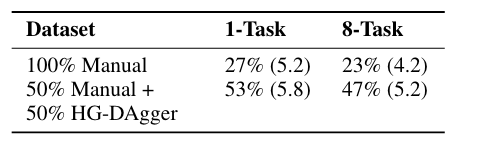 Dataset 1-Task 8-Task
100% Manual 27% (5.2) 23% (4.2)
50% Manual + 53% (5.8) 47% (5.2)
50% HG-DAgger